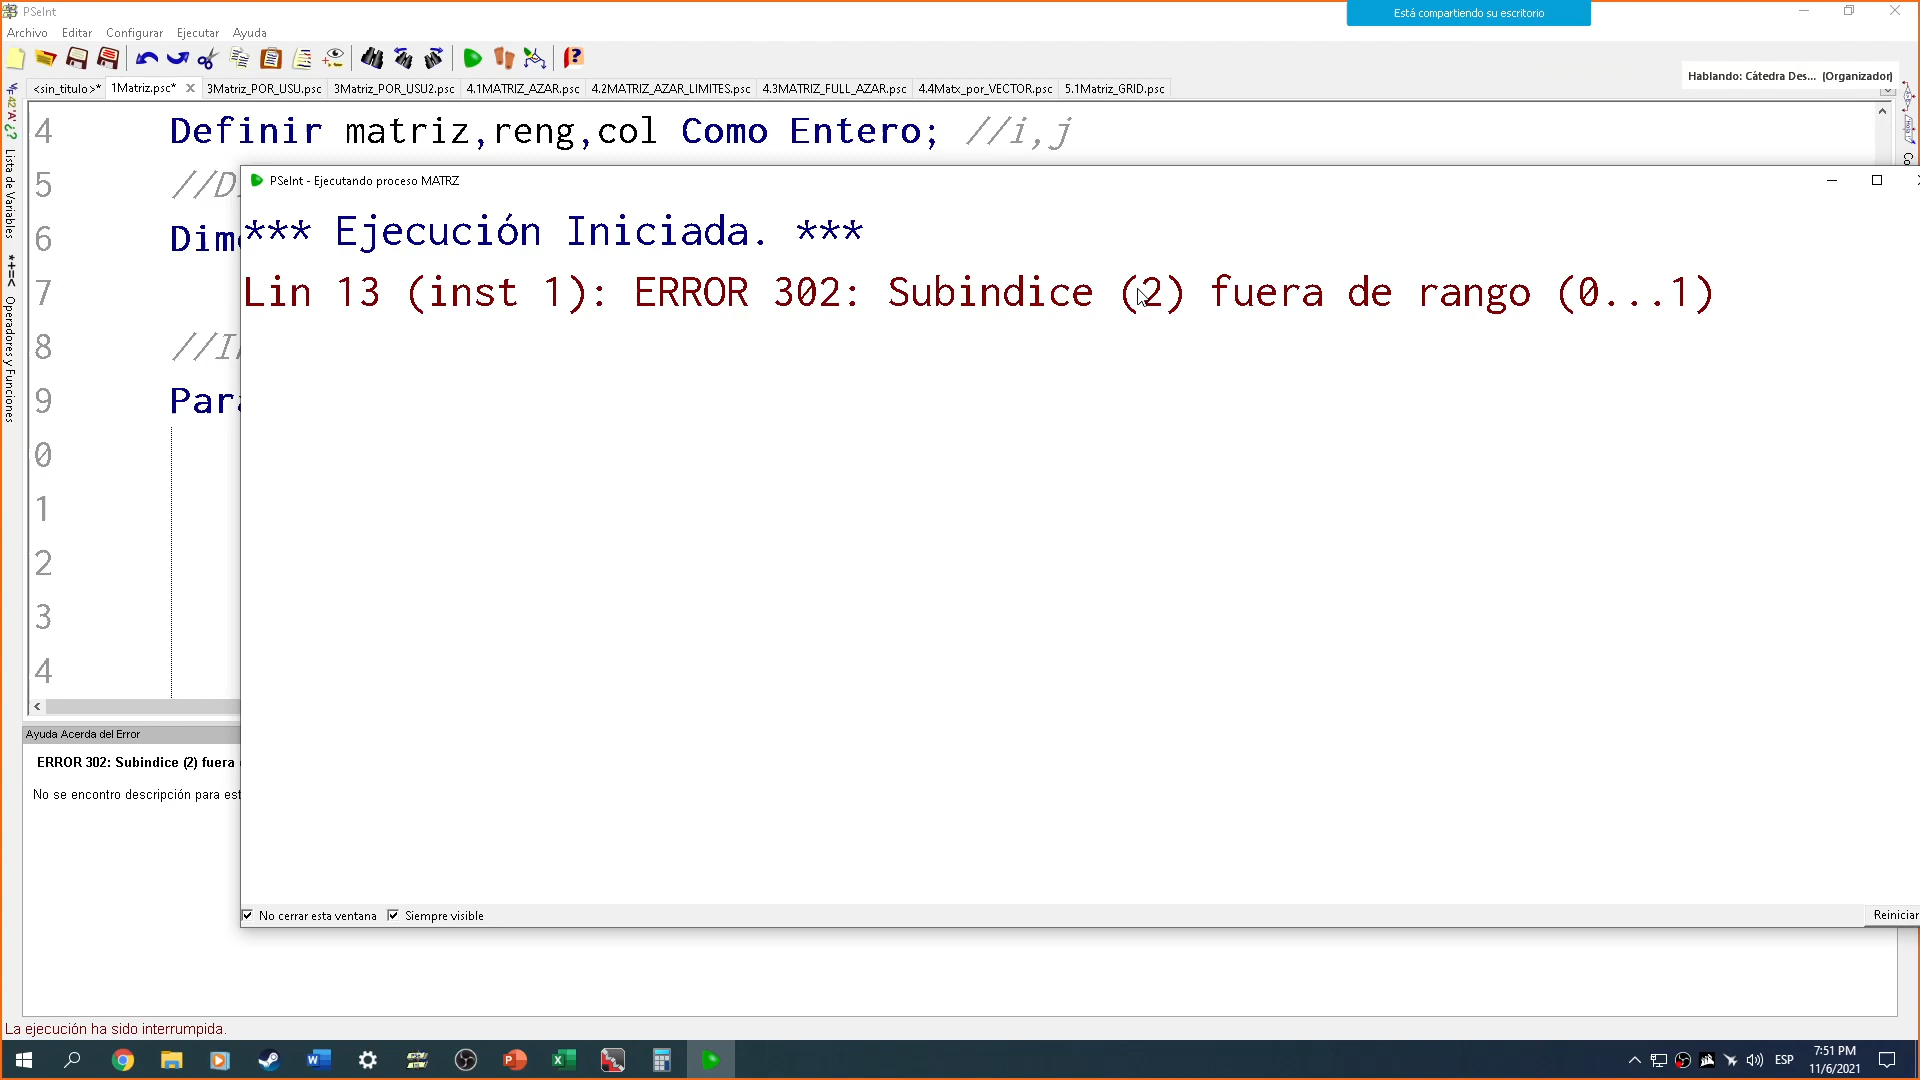 PSeInt
Está compartiendo su escritorio
Archivo Editar Configurar Ejecutar Ayuda
Hablando: Cátedra Des... (Organizador)
<sin_titulo>* 1Matriz.psc* 3Matriz_POR_USU.psc 3Matriz_POR_USU2.psc 4.1MATRIZ_AZAR.psc 4.2MATRIZ_AZAR_LIMITES.psc 4.3MATRIZ_FULL_AZAR.psc 4.4Matx_por_VECTOR.psc 5.1Matriz_GRID.psc
Lista de Variables
*+=< Operadores y Funciones
4 Definir matriz,reng,col Como Entero; //i,j
5 //D
6 Dim
7
8 //I
9 Par
0
1
2
3
4
PSeInt - Ejecutando proceso MATRZ
*** Ejecución Iniciada. ***
Lin 13 (inst 1): ERROR 302: Subindice (2) fuera de rango (0...1)
No cerrar esta ventana Siempre visible Reiniciar
Ayuda Acerda del Error
ERROR 302: Subindice (2) fuera
No se encontro descripción para est
La ejecución ha sido interrumpida.
ESP
7:51 PM
11/6/2021